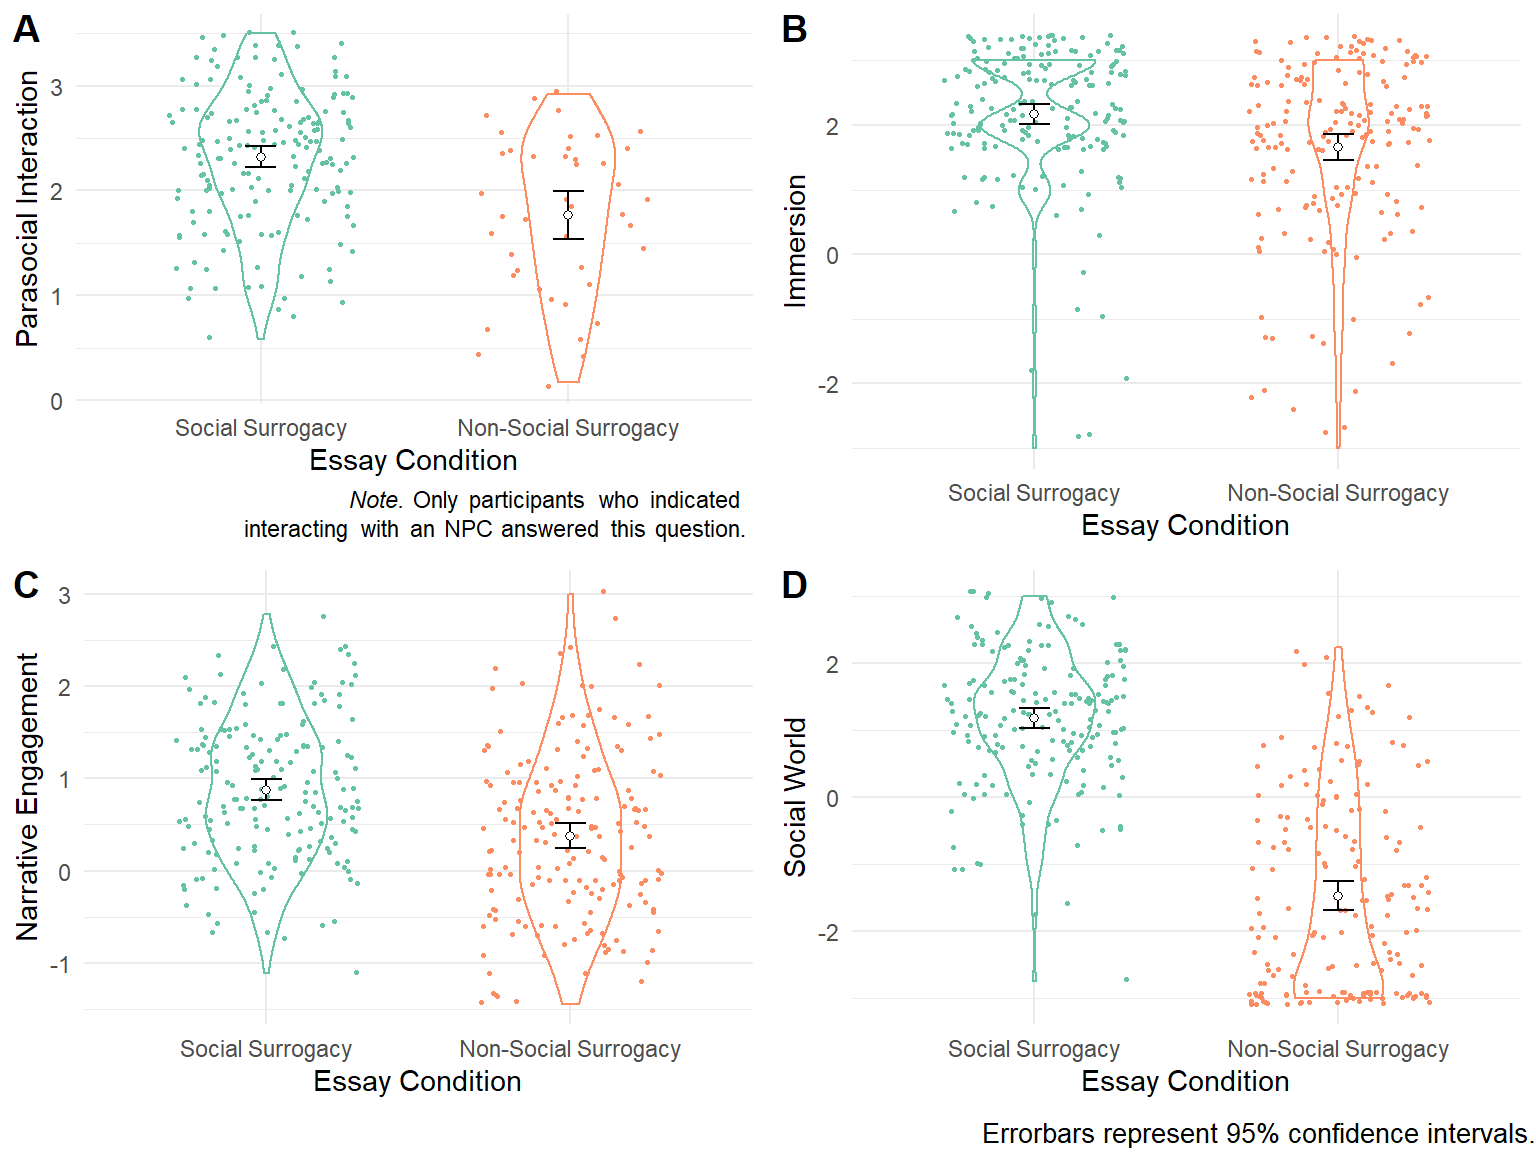 A
Parasocial Interaction
3
2
1
0
Social Surrogacy Non-Social Surrogacy
Essay Condition
Note. Only participants who indicated
interacting with an NPC answered this question.
B
Immersion
2
0
-2
Social Surrogacy Non-Social Surrogacy
Essay Condition
C
Narrative Engagement
3
2
1
0
-1
Social Surrogacy Non-Social Surrogacy
Essay Condition
D
Social World
2
0
-2
Social Surrogacy Non-Social Surrogacy
Essay Condition
Errorbars represent 95% confidence intervals.